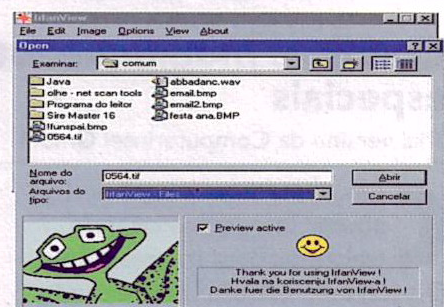 IrfanView
File Edit Image Options View About
Open
Examinar: comum
Java
olhe - net scan tools
Programa do leitor
Sire Master 16
!funspai.bmp
0564.tif
abbadanc.wav
email.bmp
email2.bmp
festa ana.BMP
Nome do arquivo: 0564.tif
Abrir
Arquivos do tipo: IrfanView - Files
Cancelar
Preview active
Thank you for using IrfanView !
Hvala na koriscenju IrfanView-a !
Danke fuer die Benutzung von IrfanView !